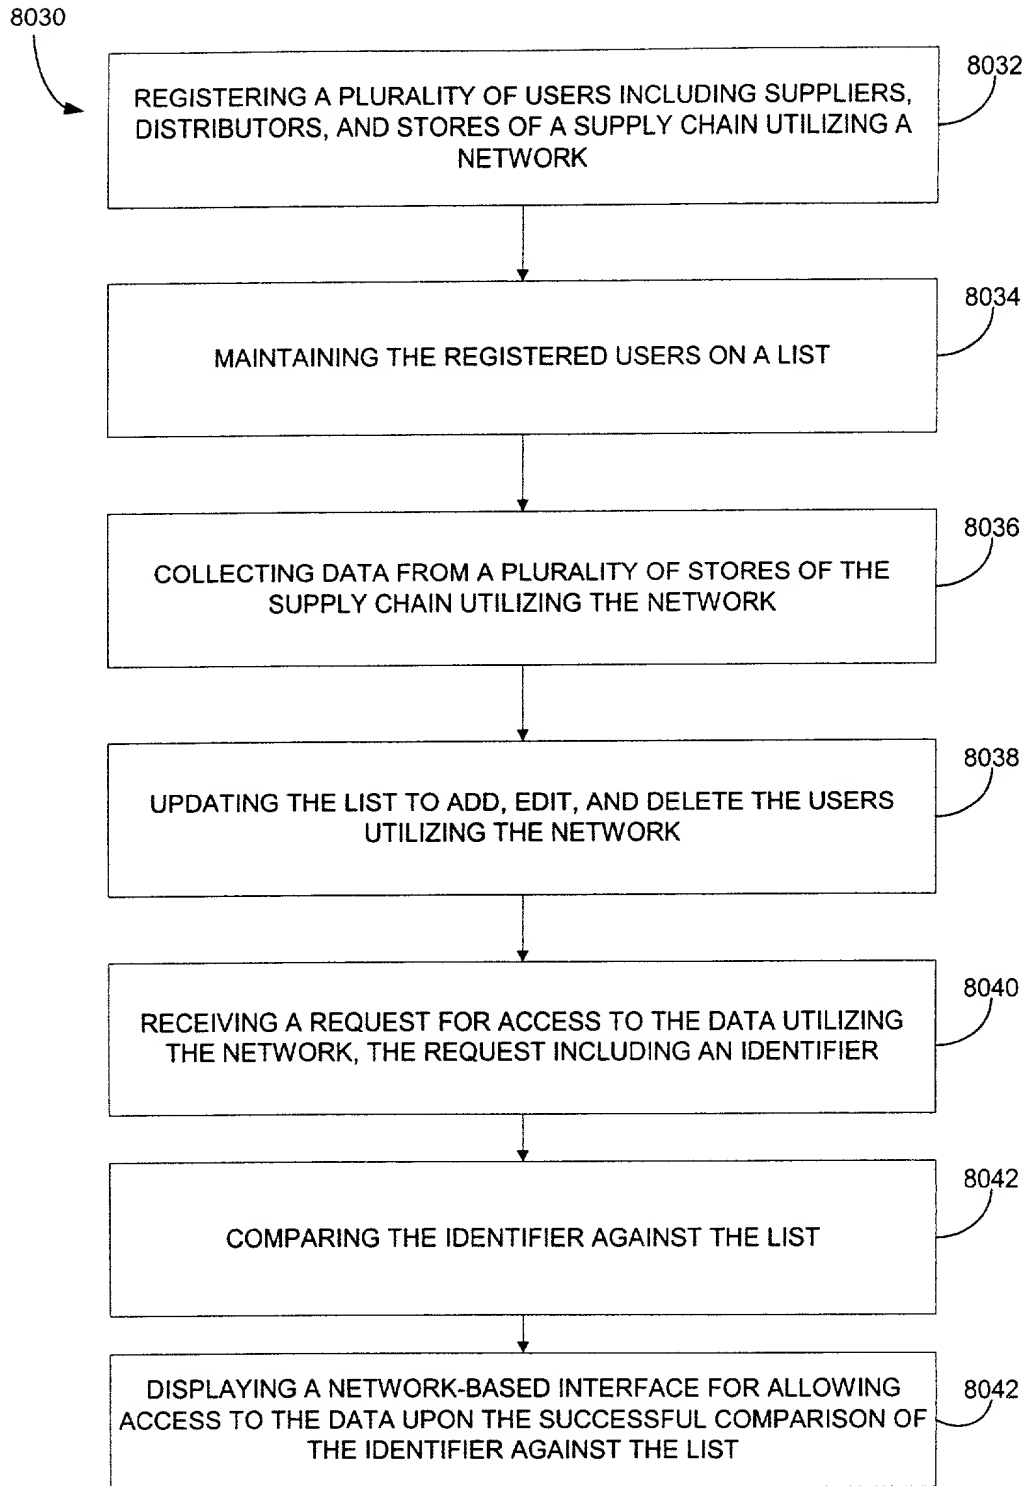 8030
8032
REGISTERING A PLURALITY OF USERS INCLUDING SUPPLIERS,
DISTRIBUTORS, AND STORES OF A SUPPLY CHAIN UTILIZING A
NETWORK
8034
MAINTAINING THE REGISTERED USERS ON A LIST
8036
COLLECTING DATA FROM A PLURALITY OF STORES OF THE
SUPPLY CHAIN UTILIZING THE NETWORK
8038
UPDATING THE LIST TO ADD, EDIT, AND DELETE THE USERS
UTILIZING THE NETWORK
8040
RECEIVING A REQUEST FOR ACCESS TO THE DATA UTILIZING
THE NETWORK, THE REQUEST INCLUDING AN IDENTIFIER
8042
COMPARING THE IDENTIFIER AGAINST THE LIST
8042
DISPLAYING A NETWORK-BASED INTERFACE FOR ALLOWING
ACCESS TO THE DATA UPON THE SUCCESSFUL COMPARISON OF
THE IDENTIFIER AGAINST THE LIST